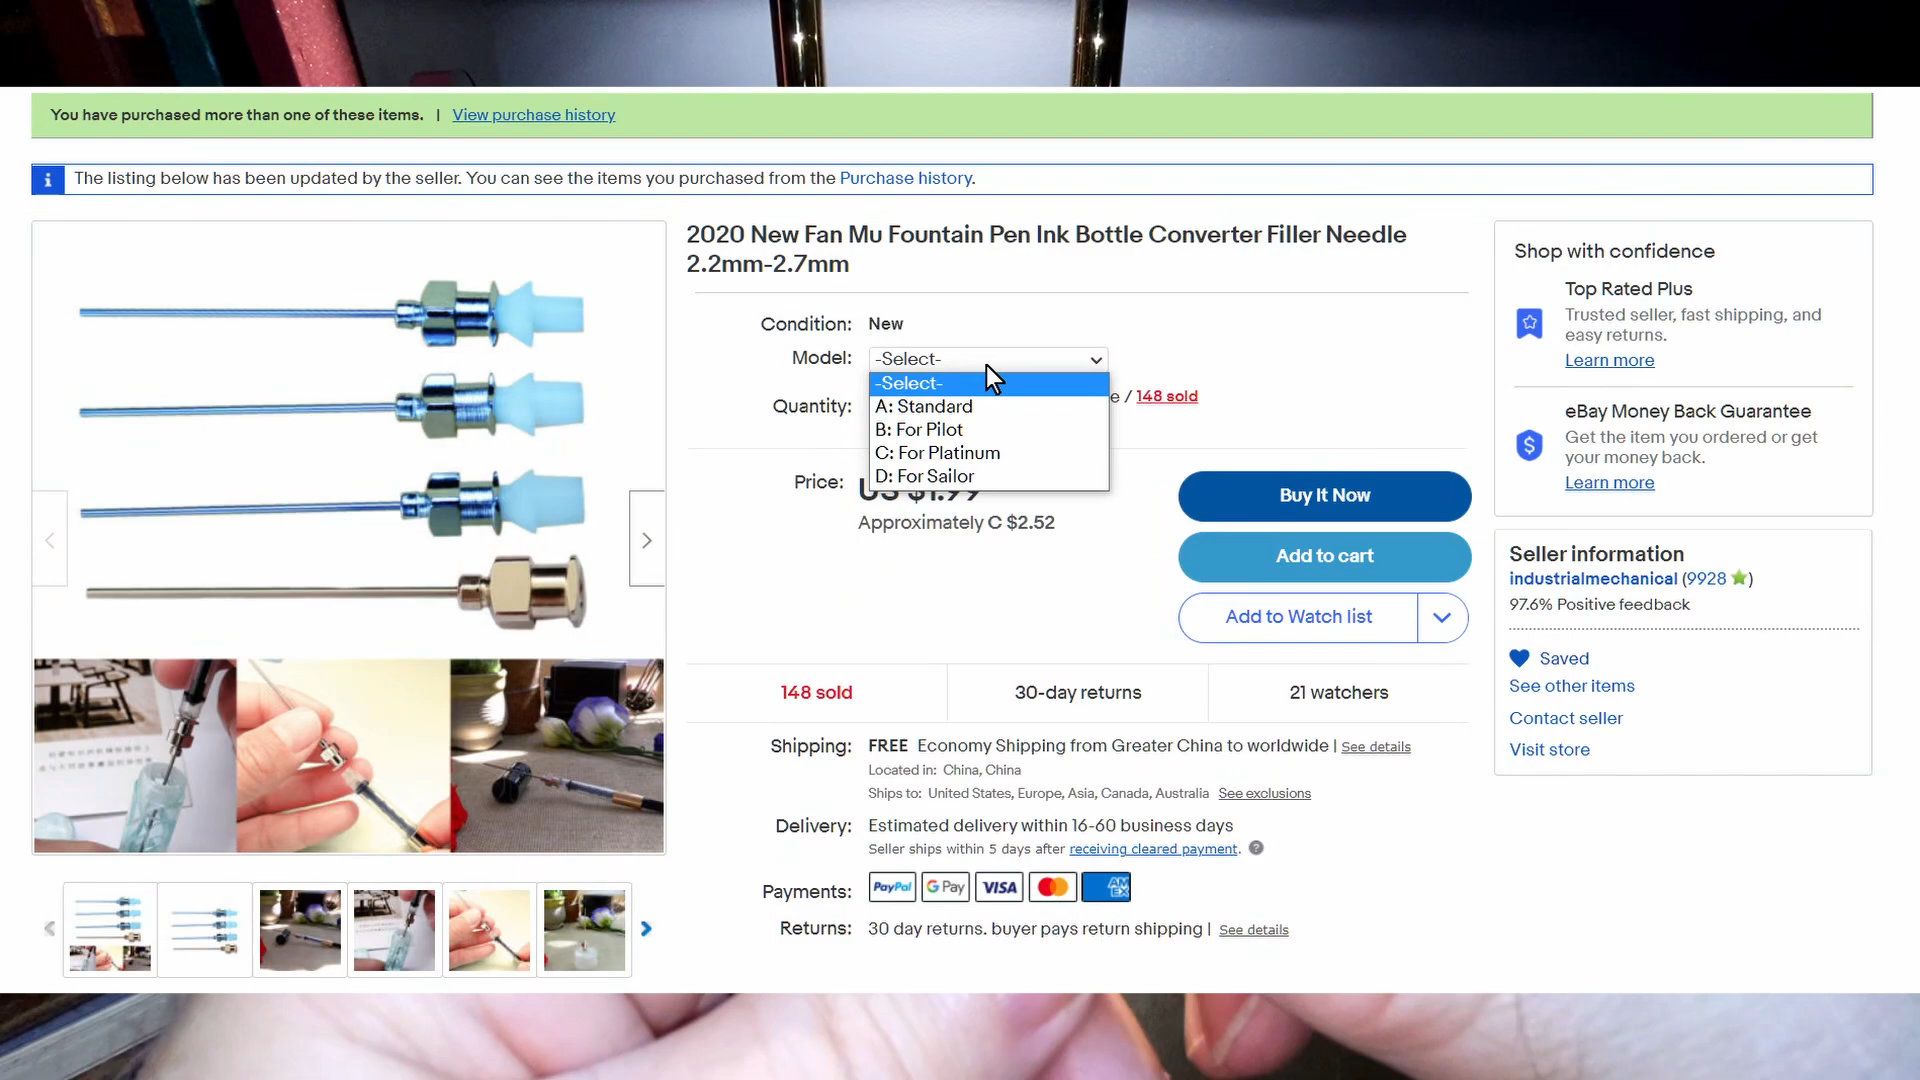 You have purchased more than one of these items. | View purchase history
i The listing below has been updated by the seller. You can see the items you purchased from the Purchase history.
2020 New Fan Mu Fountain Pen Ink Bottle Converter Filler Needle
2.2mm-2.7mm
Condition: New
Model: -Select-
-Select-
A: Standard
B: For Pilot
C: For Platinum
D: For Sailor
Quantity: e / 148 sold
Price: US $1.99
Approximately C $2.52
Buy It Now
Add to cart
Add to Watch list
148 sold
30-day returns
21 watchers
Shipping: FREE Economy Shipping from Greater China to worldwide | See details
Located in: China, China
Ships to: United States, Europe, Asia, Canada, Australia See exclusions
Delivery: Estimated delivery within 16-60 business days
Seller ships within 5 days after receiving cleared payment. ?
Payments: PayPal G Pay VISA AMEX
Returns: 30 day returns. buyer pays return shipping | See details
Shop with confidence
Top Rated Plus
Trusted seller, fast shipping, and
easy returns.
Learn more
eBay Money Back Guarantee
$ Get the item you ordered or get
your money back.
Learn more
Seller information
industrialmechanical (9928)
97.6% Positive feedback
Saved
See other items
Contact seller
Visit store